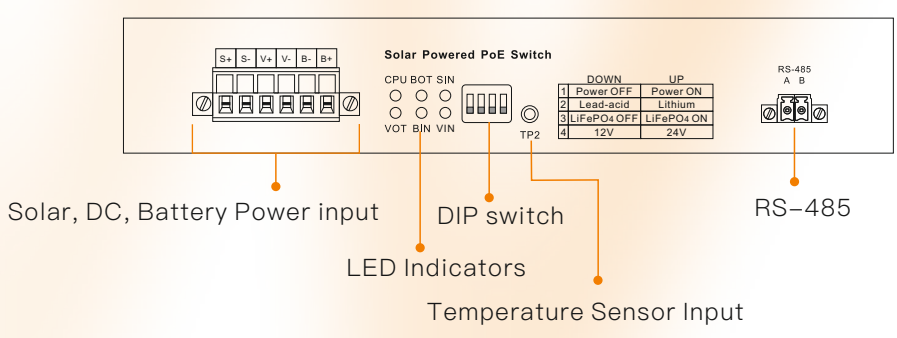 S+ S- V+ V- B- B+
Solar Powered PoE Switch
CPU BOT SIN
VOT BIN VIN
TP2
DOWN UP
1 Power OFF Power ON
2 Lead-acid Lithium
3 LiFePO4 OFF LiFePO4 ON
4 12V 24V
RS-485
A B
Solar, DC, Battery Power input
DIP switch
RS-485
LED Indicators
Temperature Sensor Input